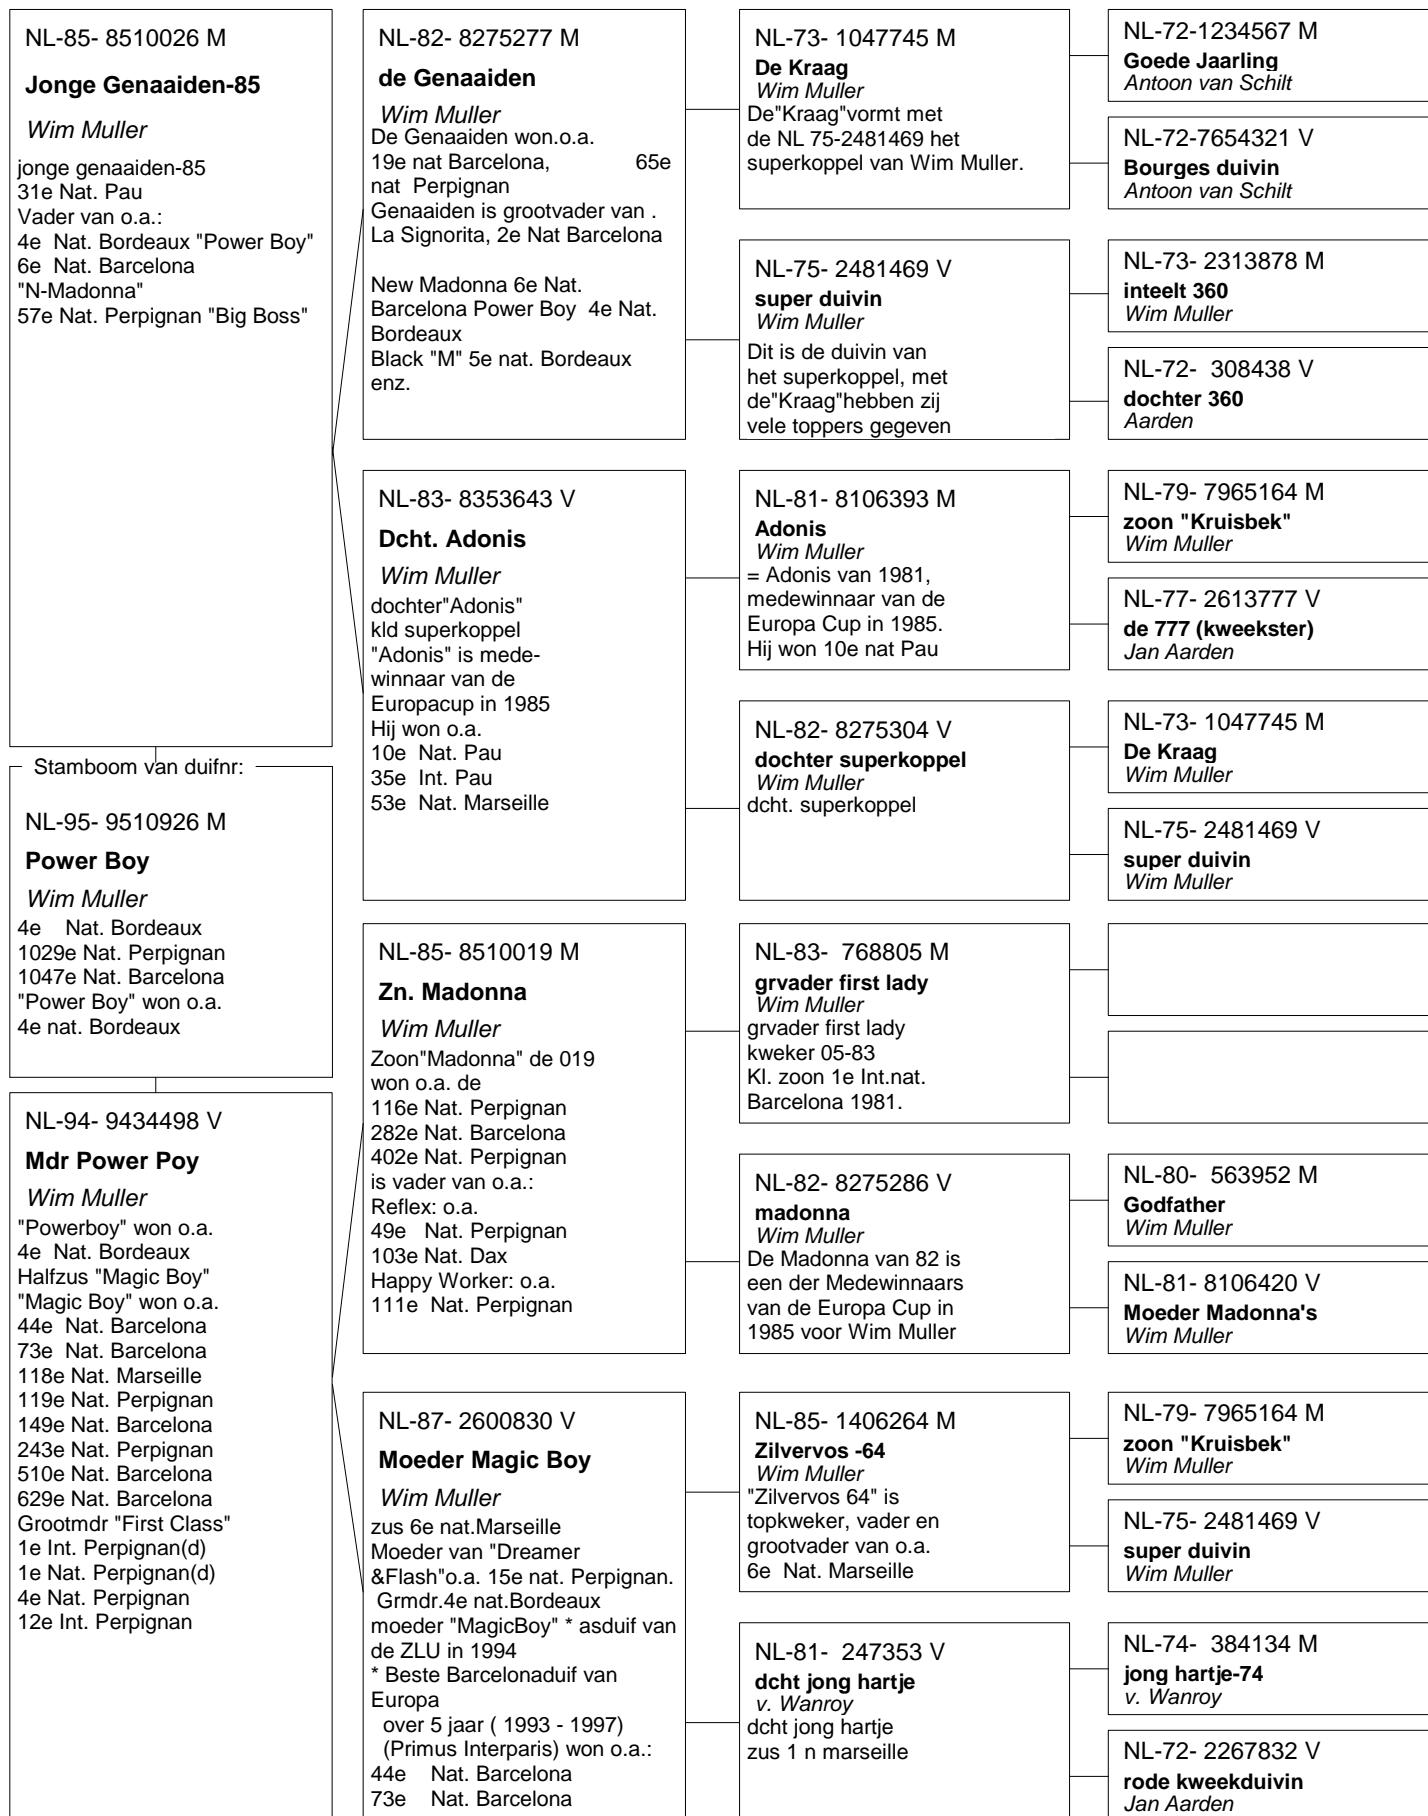 NL-85- 8510026 M
Jonge Genaaiden-85
Wim Muller
jonge genaaiden-85
31e Nat. Pau
Vader van o.a.:
4e  Nat. Bordeaux "Power Boy"
6e  Nat. Barcelona
"N-Madonna"
57e Nat. Perpignan "Big Boss"
Stamboom van duifnr:
NL-95- 9510926 M
Power Boy
Wim Muller
4e    Nat. Bordeaux
1029e Nat. Perpignan
1047e Nat. Barcelona
"Power Boy" won o.a.
4e nat. Bordeaux
NL-94- 9434498 V
Mdr Power Poy
Wim Muller
"Powerboy" won o.a.
4e  Nat. Bordeaux
Halfzus "Magic Boy"
"Magic Boy" won o.a.
44e  Nat. Barcelona
73e  Nat. Barcelona
118e Nat. Marseille
119e Nat. Perpignan
149e Nat. Barcelona
243e Nat. Perpignan
510e Nat. Barcelona
629e Nat. Barcelona
Grootmdr "First Class"
1e Int. Perpignan(d)
1e Nat. Perpignan(d)
4e Nat. Perpignan
12e Int. Perpignan
NL-82- 8275277 M
de Genaaiden
Wim Muller
De Genaaiden won.o.a.
19e nat Barcelona,             65e
nat  Perpignan
Genaaiden is grootvader van .
La Signorita, 2e Nat Barcelona
New Madonna 6e Nat.
Barcelona Power Boy  4e Nat.
Bordeaux
Black "M" 5e nat. Bordeaux
enz.
NL-83- 8353643 V
Dcht. Adonis
Wim Muller
dochter"Adonis"
kld superkoppel
"Adonis" is mede-
winnaar van de
Europacup in 1985
Hij won o.a.
10e  Nat. Pau
35e  Int. Pau
53e  Nat. Marseille
NL-85- 8510019 M
Zn. Madonna
Wim Muller
Zoon"Madonna" de 019
won o.a. de
116e Nat. Perpignan
282e Nat. Barcelona
402e Nat. Perpignan
is vader van o.a.:
Reflex: o.a.
49e   Nat. Perpignan
103e Nat. Dax
Happy Worker: o.a.
111e  Nat. Perpignan
NL-87- 2600830 V
Moeder Magic Boy
Wim Muller
zus 6e nat.Marseille
Moeder van "Dreamer
&Flash"o.a. 15e nat. Perpignan.
Grmdr.4e nat.Bordeaux
moeder "MagicBoy" * asduif van
de ZLU in 1994
* Beste Barcelonaduif van
Europa
over 5 jaar ( 1993 - 1997)
(Primus Interparis) won o.a.:
44e    Nat. Barcelona
73e    Nat. Barcelona
NL-73- 1047745 M
De Kraag
Wim Muller
De"Kraag"vormt met
de NL 75-2481469 het
superkoppel van Wim Muller.
NL-75- 2481469 V
super duivin
Wim Muller
Dit is de duivin van
het superkoppel, met
de"Kraag"hebben zij
vele toppers gegeven
NL-81- 8106393 M
Adonis
Wim Muller
= Adonis van 1981,
medewinnaar van de
Europa Cup in 1985.
Hij won 10e nat Pau
NL-82- 8275304 V
dochter superkoppel
Wim Muller
dcht. superkoppel
NL-83-  768805 M
grvader first lady
Wim Muller
grvader first lady
kweker 05-83
Kl. zoon 1e Int.nat.
Barcelona 1981.
NL-82- 8275286 V
madonna
Wim Muller
De Madonna van 82 is
een der Medewinnaars
van de Europa Cup in
1985 voor Wim Muller
NL-85- 1406264 M
Zilvervos -64
Wim Muller
"Zilvervos 64" is
topkweker, vader en
grootvader van o.a.
6e  Nat. Marseille
NL-81-  247353 V
dcht jong hartje
v. Wanroy
dcht jong hartje
zus 1 n marseille
NL-72-1234567 M
Goede Jaarling
Antoon van Schilt
NL-72-7654321 V
Bourges duivin
Antoon van Schilt
NL-73- 2313878 M
inteelt 360
Wim Muller
NL-72-  308438 V
dochter 360
Aarden
NL-79- 7965164 M
zoon "Kruisbek"
Wim Muller
NL-77- 2613777 V
de 777 (kweekster)
Jan Aarden
NL-73- 1047745 M
De Kraag
Wim Muller
NL-75- 2481469 V
super duivin
Wim Muller
NL-80-  563952 M
Godfather
Wim Muller
NL-81- 8106420 V
Moeder Madonna's
Wim Muller
NL-79- 7965164 M
zoon "Kruisbek"
Wim Muller
NL-75- 2481469 V
super duivin
Wim Muller
NL-74-  384134 M
jong hartje-74
v. Wanroy
NL-72- 2267832 V
rode kweekduivin
Jan Aarden